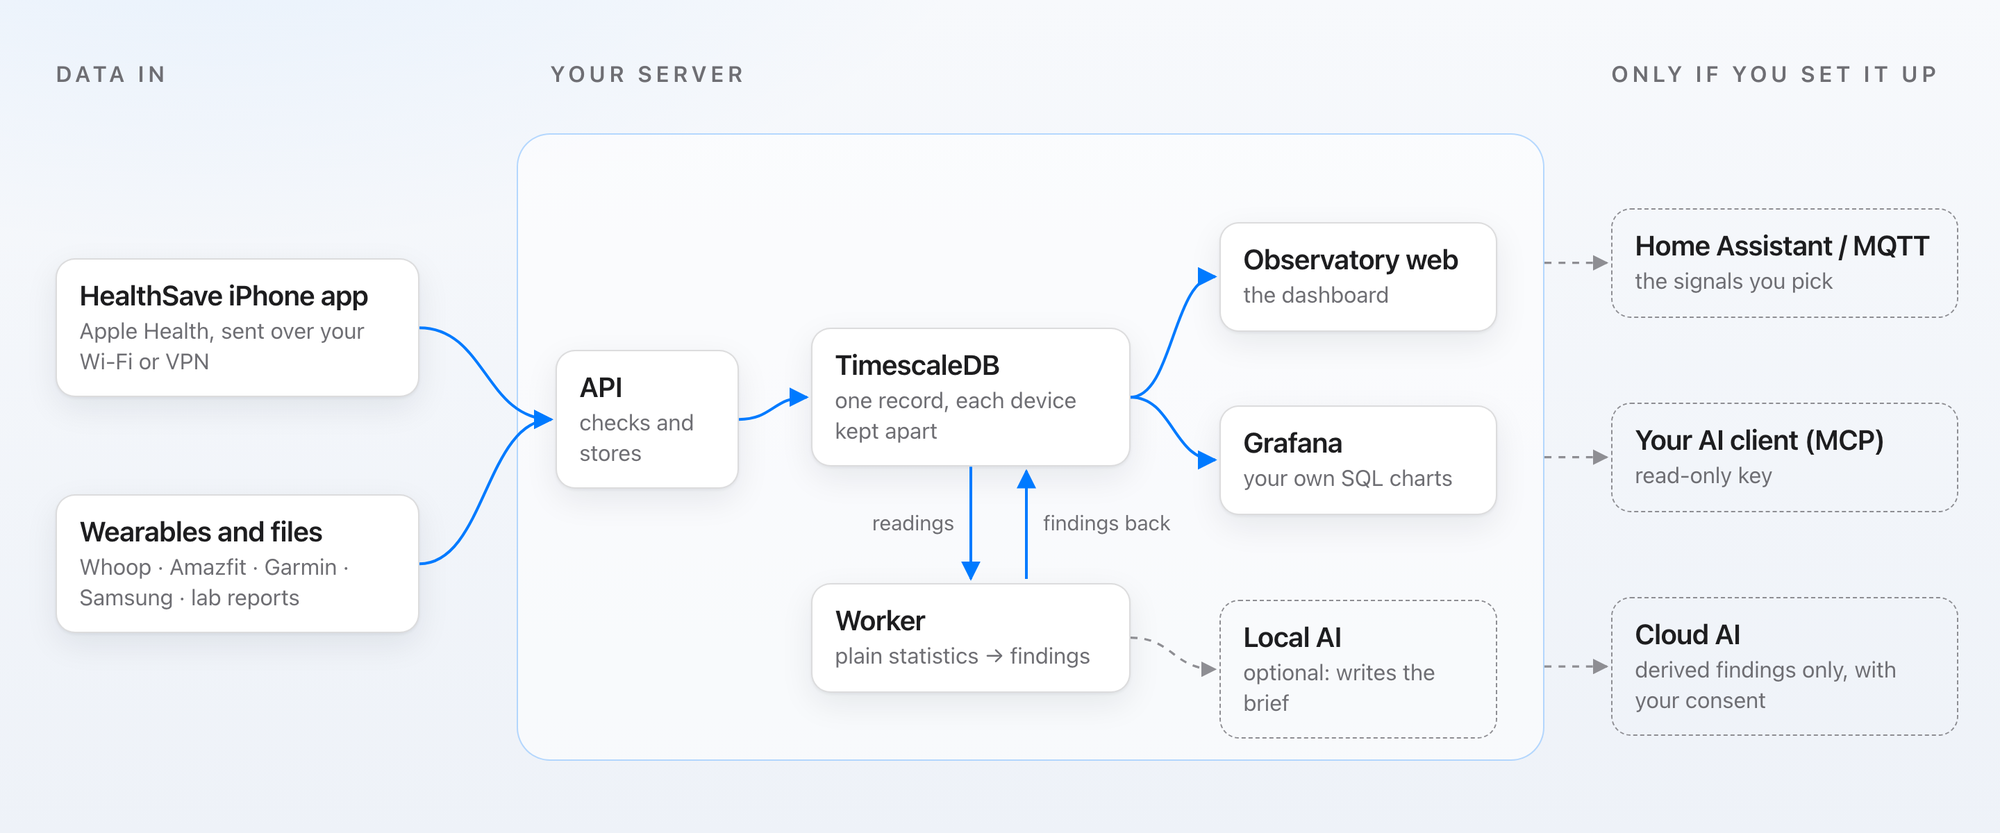 DATA IN
YOUR SERVER
ONLY IF YOU SET IT UP
HealthSave iPhone app
Apple Health, sent over your
Wi-Fi or VPN
Wearables and files
Whoop · Amazfit · Garmin ·
Samsung · lab reports
API
checks and
stores
TimescaleDB
one record, each device
kept apart
readings
findings back
Worker
plain statistics → findings
Observatory web
the dashboard
Grafana
your own SQL charts
Local AI
optional: writes the
brief
Home Assistant / MQTT
the signals you pick
Your AI client (MCP)
read-only key
Cloud AI
derived findings only, with
your consent